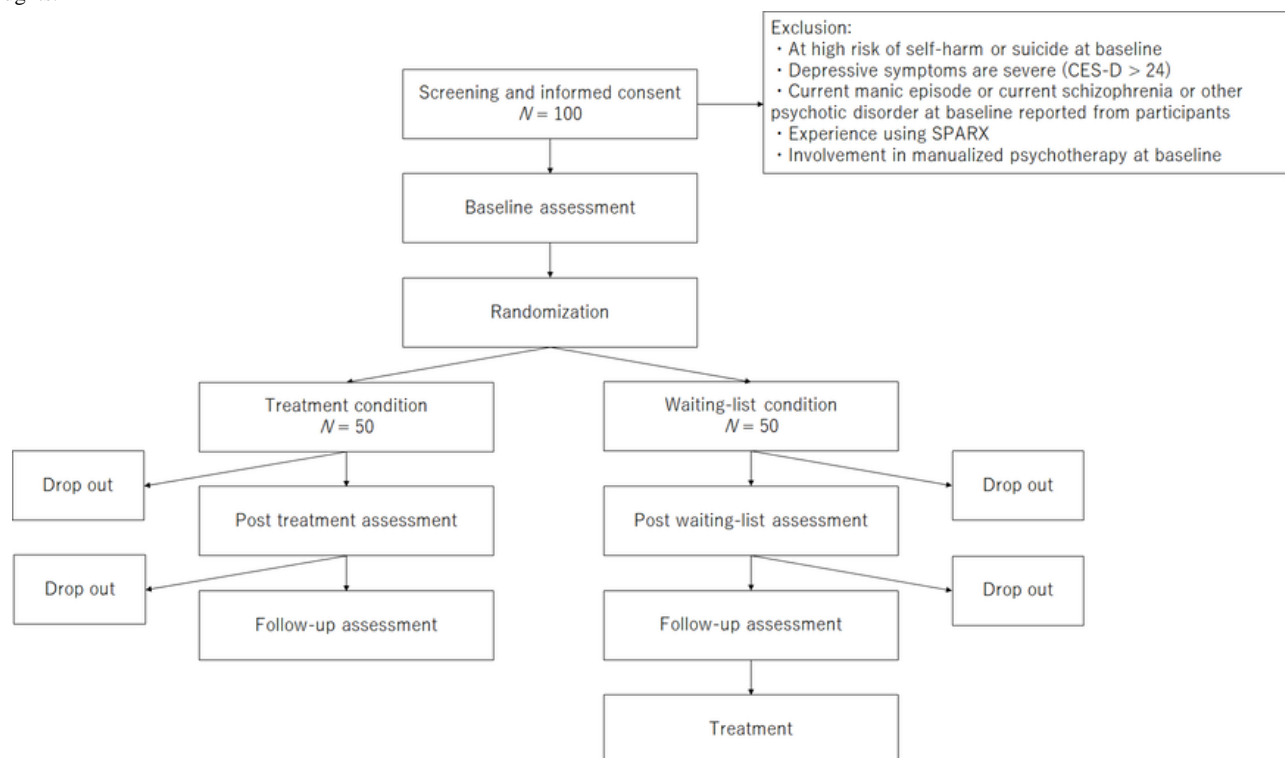 Exclusion:
・At high risk of self-harm or suicide at baseline
・Depressive symptoms are severe (CES-D > 24)
・Current manic episode or current schizophrenia or other
psychotic disorder at baseline reported from participants
・Experience using SPARX
・Involvement in manualized psychotherapy at baseline
Screening and informed consent
N = 100
Baseline assessment
Randomization
Treatment condition
N = 50
Waiting-list condition
N = 50
Drop out
Drop out
Post treatment assessment
Post waiting-list assessment
Drop out
Drop out
Follow-up assessment
Follow-up assessment
Treatment